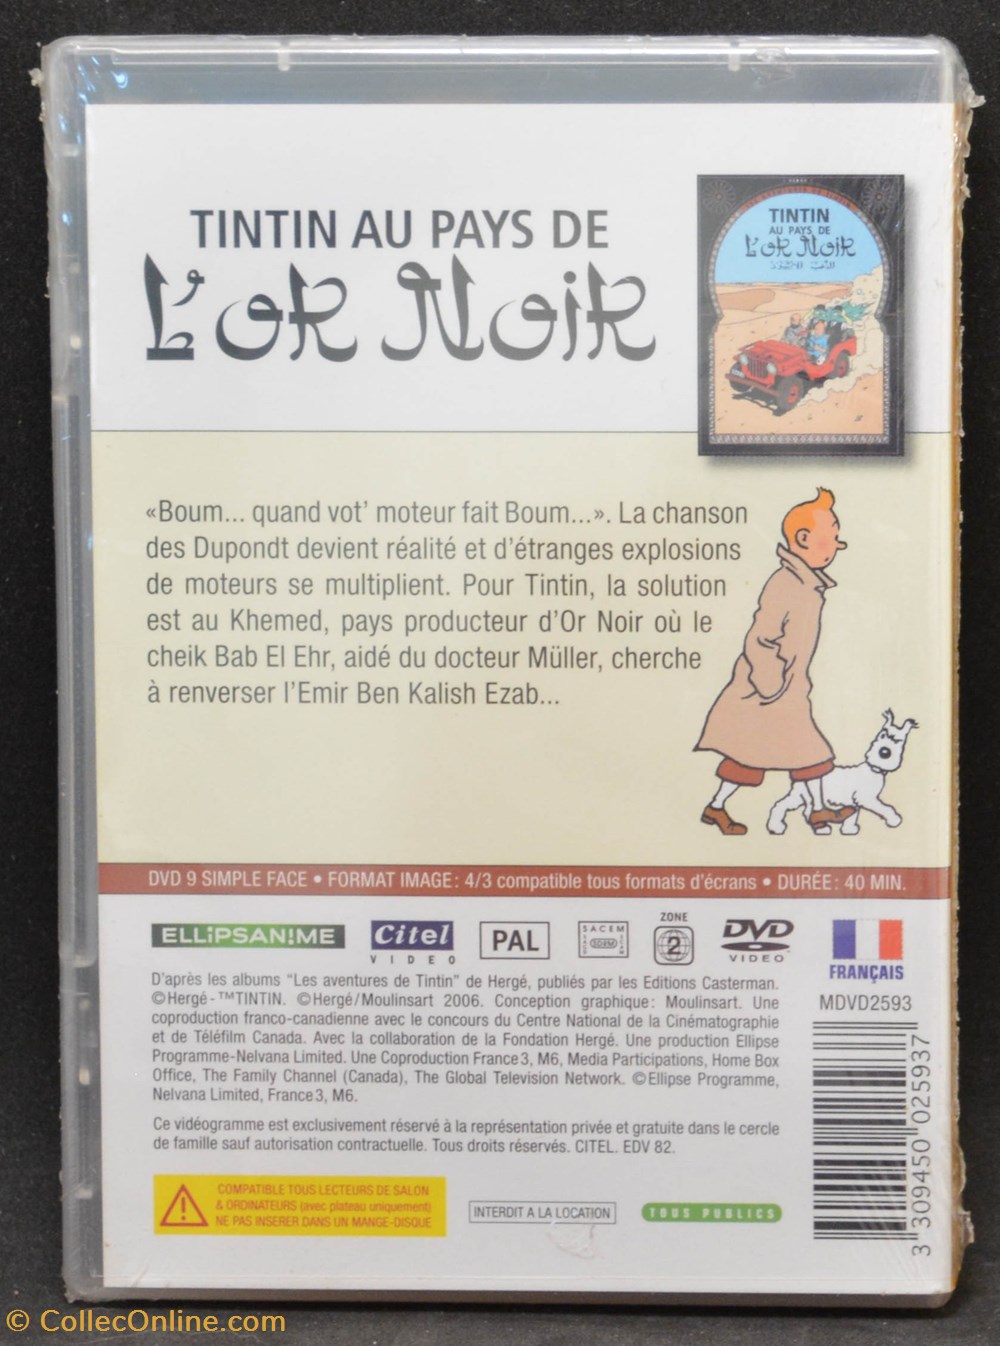 TINTIN AU PAYS DE
L'OR NOIR
HERGÉ
TINTIN
AU PAYS DE
L'OR NOIR
«Boum... quand vot' moteur fait Boum...». La chanson
des Dupondt devient réalité et d'étranges explosions
de moteurs se multiplient. Pour Tintin, la solution
est au Khemed, pays producteur d'Or Noir où le
cheik Bab El Ehr, aidé du docteur Müller, cherche
à renverser l'Emir Ben Kalish Ezab...
DVD 9 SIMPLE FACE • FORMAT IMAGE : 4/3 compatible tous formats d'écrans • DURÉE : 40 MIN.
ELLiPSANiME
Citel
VIDEO
PAL
SACEM
SDRM
ZONE
2
DVD
VIDEO
FRANÇAIS
MDVD2593
D'après les albums "Les aventures de Tintin" de Hergé, publiés par les Editions Casterman.
©Hergé-™TINTIN. ©Hergé/Moulinsart 2006. Conception graphique: Moulinsart. Une
coproduction franco-canadienne avec le concours du Centre National de la Cinématographie
et de Téléfilm Canada. Avec la collaboration de la Fondation Hergé. Une production Ellipse
Programme-Nelvana Limited. Une Coproduction France3, M6, Media Participations, Home Box
Office, The Family Channel (Canada), The Global Television Network. ©Ellipse Programme,
Nelvana Limited, France3, M6.
Ce vidéogramme est exclusivement réservé à la représentation privée et gratuite dans le cercle
de famille sauf autorisation contractuelle. Tous droits réservés. CITEL. EDV 82.
COMPATIBLE TOUS LECTEURS DE SALON
& ORDINATEURS (avec plateau uniquement)
NE PAS INSERER DANS UN MANGE-DISQUE
INTERDIT A LA LOCATION
TOUS PUBLICS
3 309450 025937
© CollecOnline.com